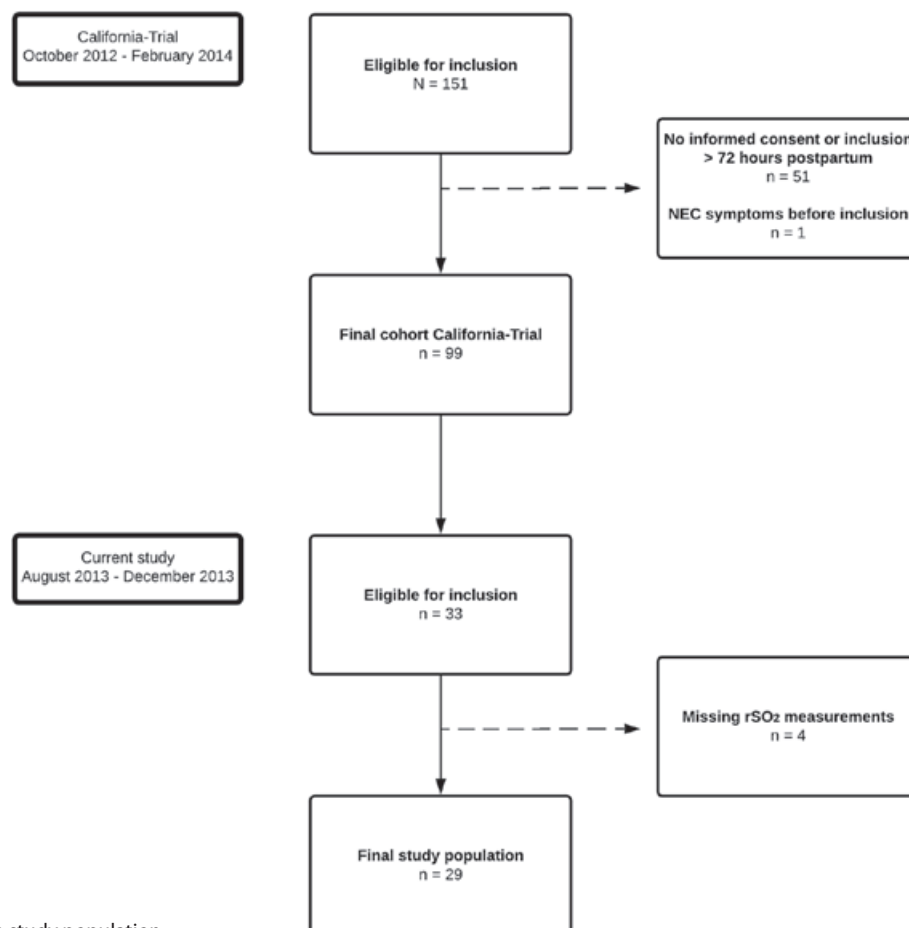 California-Trial
October 2012 - February 2014
Eligible for inclusion
N = 151
No informed consent or inclusion
> 72 hours postpartum
n = 51
NEC symptoms before inclusion
n = 1
Final cohort California-Trial
n = 99
Current study
August 2013 - December 2013
Eligible for inclusion
n = 33
Missing rSO₂ measurements
n = 4
Final study population
n = 29
study population